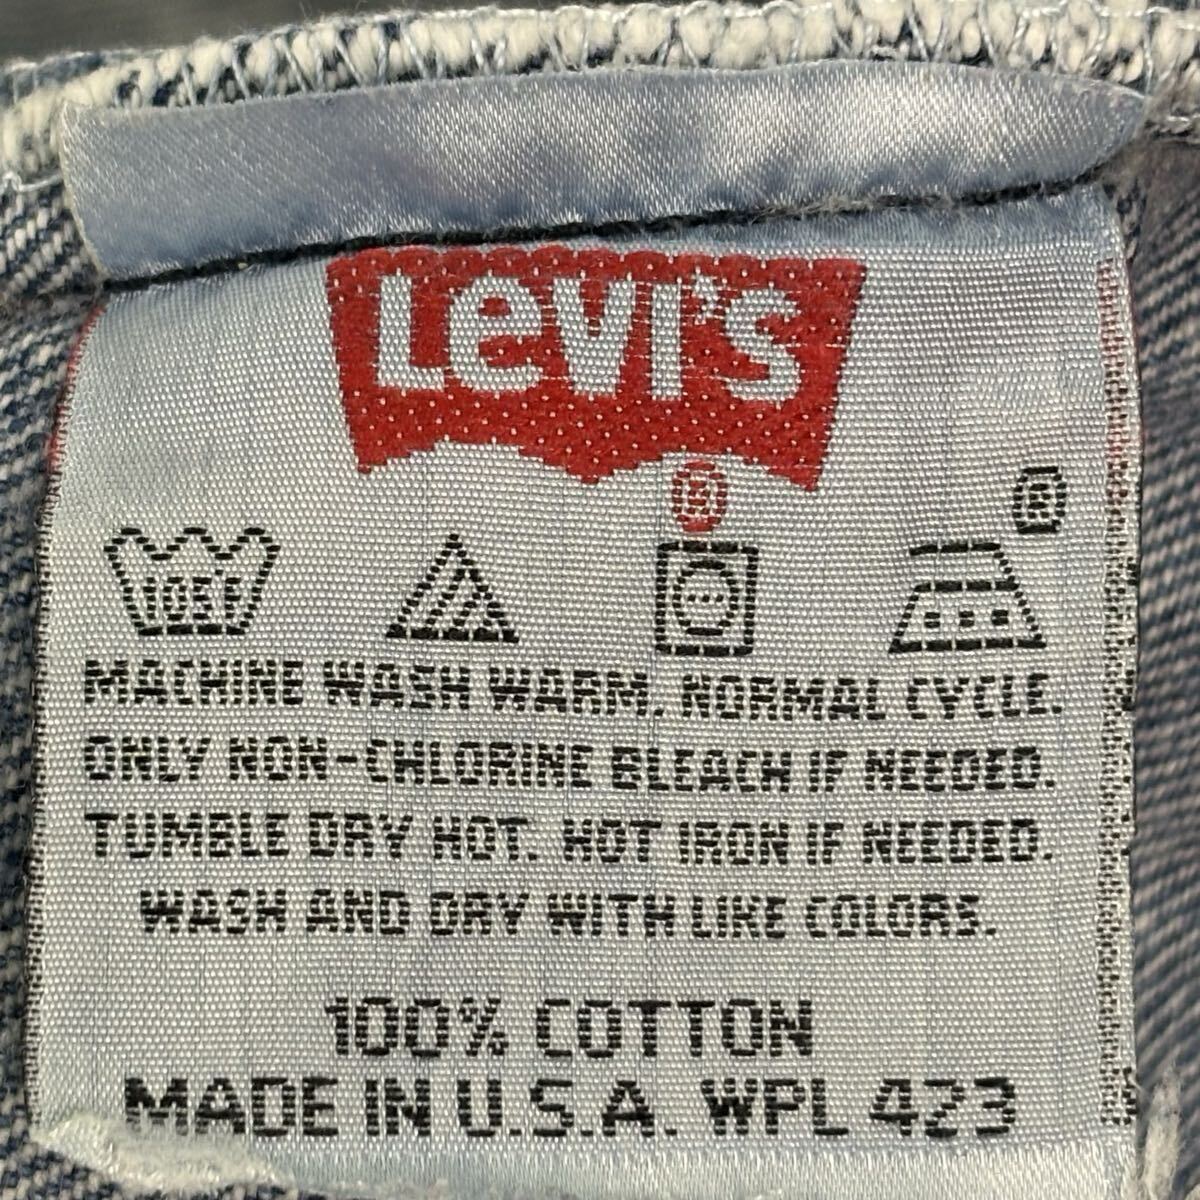 Levi's
®
®
105F
MACHINE WASH WARM, NORMAL CYCLE.
ONLY NON-CHLORINE BLEACH IF NEEDED.
TUMBLE DRY HOT. HOT IRON IF NEEDED.
WASH AND DRY WITH LIKE COLORS.
100% COTTON
MADE IN U.S.A. WPL 423